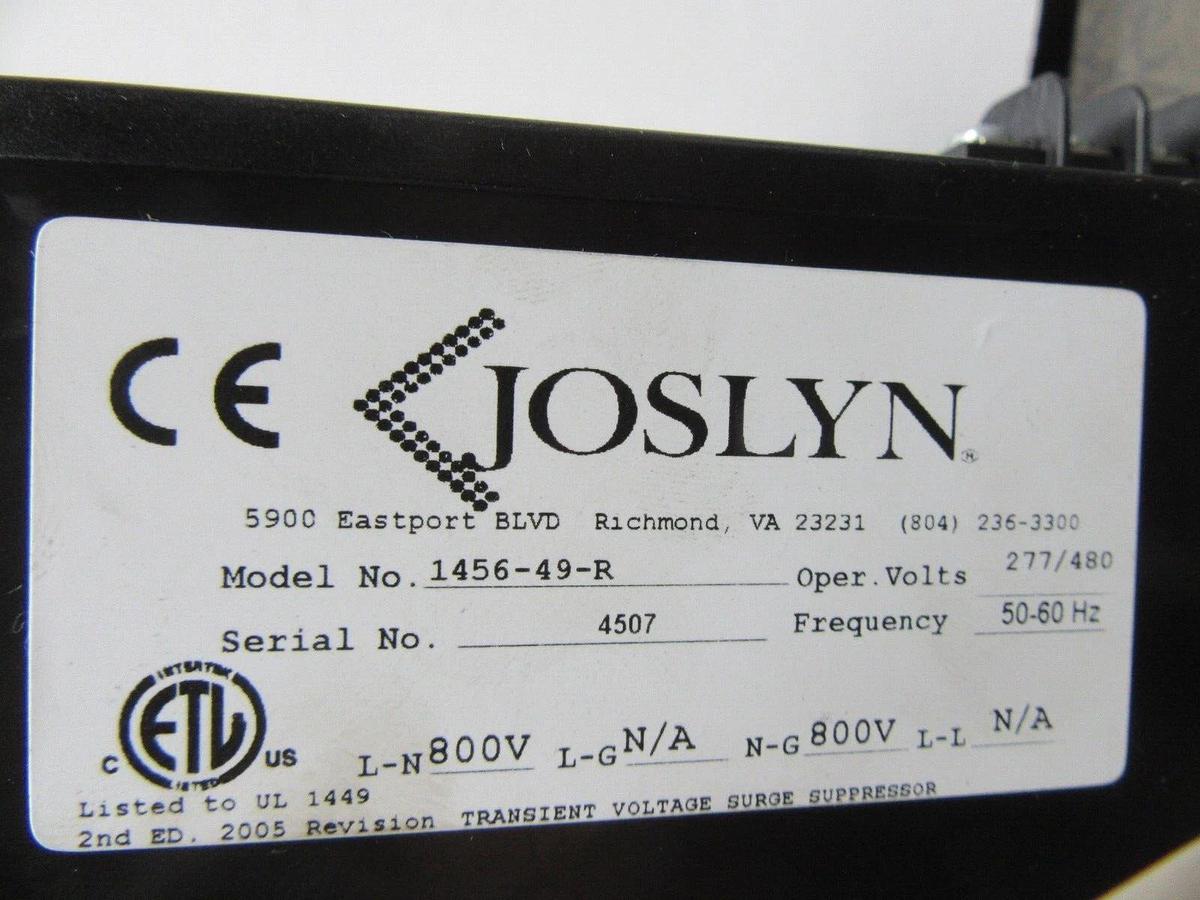 CE JOSLYN®
5900 Eastport BLVD Richmond, VA 23231 (804) 236-3300
Model No. 1456-49-R Oper.Volts 277/480
Serial No. 4507 Frequency 50-60 Hz
INTERTEK
C ETL US
LISTED
L-N 800V L-G N/A N-G 800V L-L N/A
Listed to UL 1449
2nd ED. 2005 Revision TRANSIENT VOLTAGE SURGE SUPPRESSOR